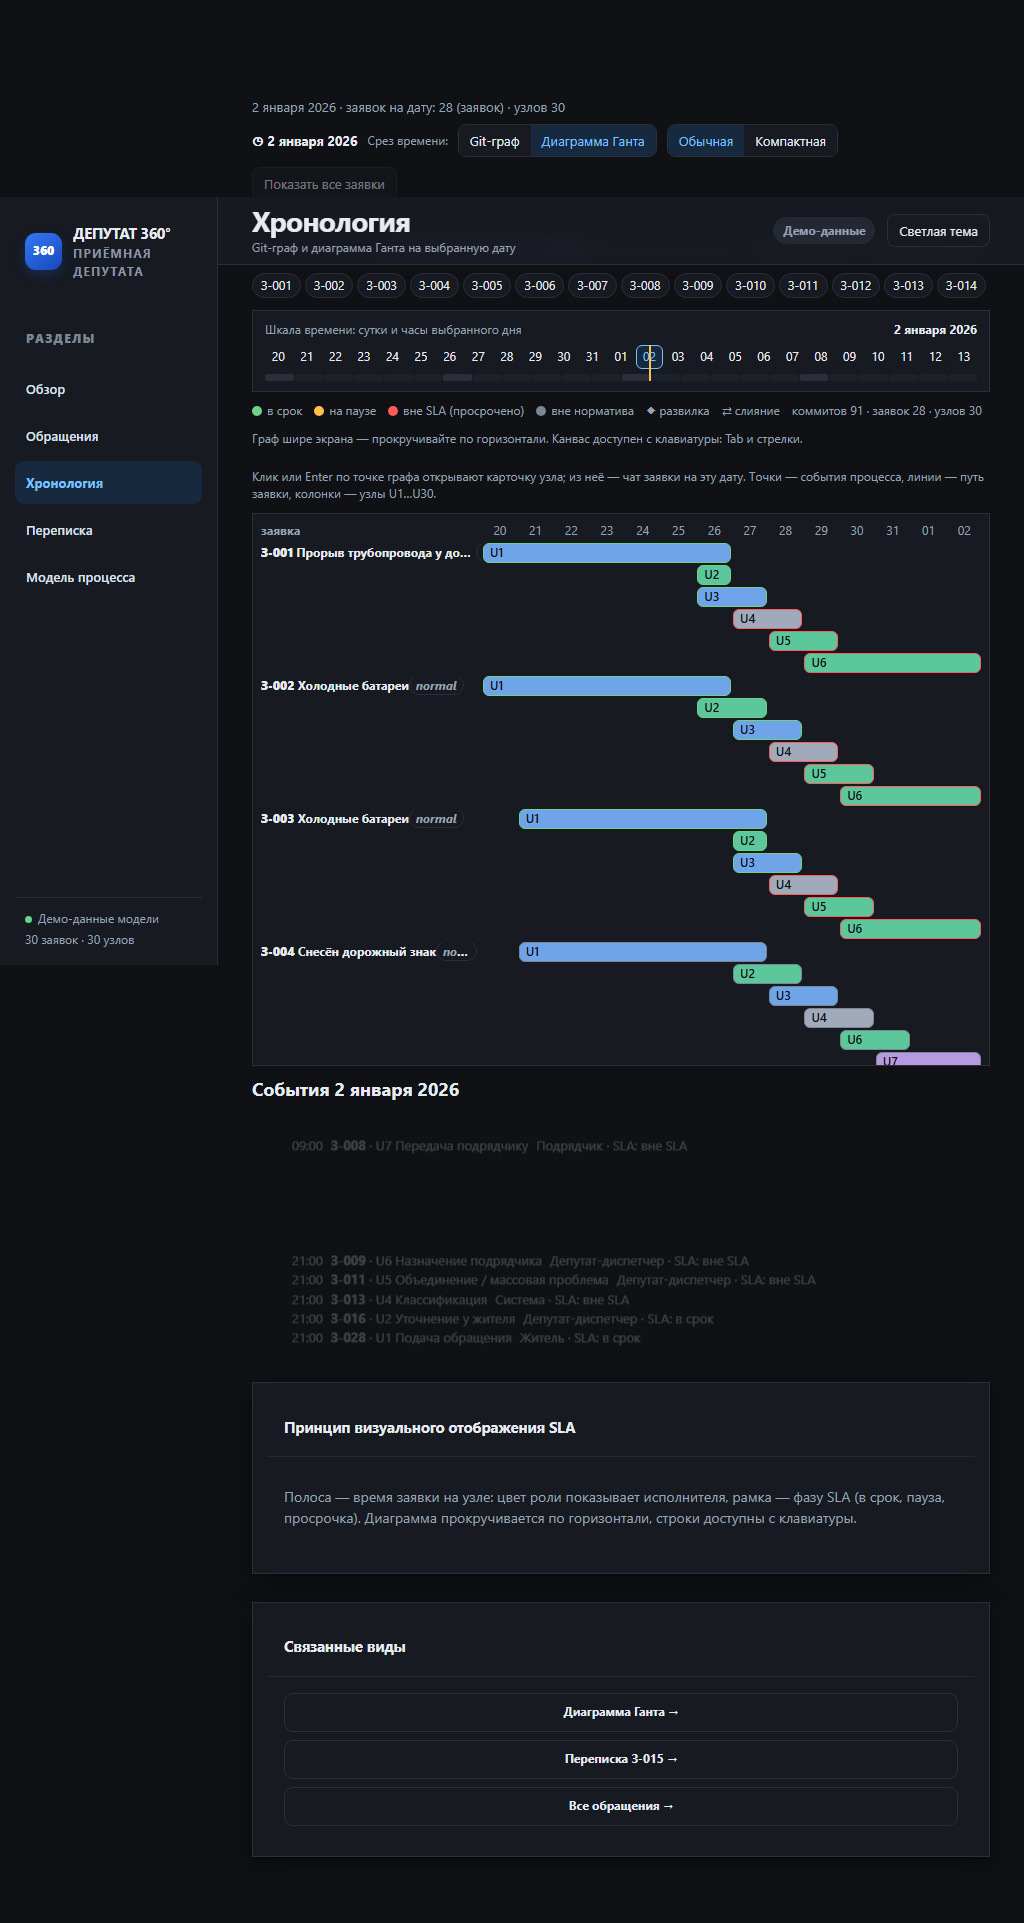 2 января 2026 · заявок на дату: 28 (заявок) · узлов 30
2 января 2026 Срез времени: Git-граф Диаграмма Ганта Обычная Компактная
Показать все заявки
360
ДЕПУТАТ 360°
ПРИЁМНАЯ
ДЕПУТАТА
РАЗДЕЛЫ
Обзор
Обращения
Хронология
Переписка
Модель процесса
Демо-данные модели
30 заявок · 30 узлов
Хронология
Git-граф и диаграмма Ганта на выбранную дату
Демо-данные
Светлая тема
З-001 З-002 З-003 З-004 З-005 З-006 З-007 З-008 З-009 З-010 З-011 З-012 З-013 З-014
Шкала времени: сутки и часы выбранного дня 2 января 2026
20 21 22 23 24 25 26 27 28 29 30 31 01 02 03 04 05 06 07 08 09 10 11 12 13
в срок на паузе вне SLA (просрочено) вне норматива ◆ развилка ⇄ слияние коммитов 91 · заявок 28 · узлов 30
Граф шире экрана — прокручивайте по горизонтали. Канвас доступен с клавиатуры: Tab и стрелки.
Клик или Enter по точке графа открывают карточку узла; из неё — чат заявки на эту дату. Точки — события процесса, линии — путь
заявки, колонки — узлы U1…U30.
заявка 20 21 22 23 24 25 26 27 28 29 30 31 01 02
З-001 Прорыв трубопровода у до… U1
U2
U3
U4
U5
U6
З-002 Холодные батареи normal U1
U2
U3
U4
U5
U6
З-003 Холодные батареи normal U1
U2
U3
U4
U5
U6
З-004 Снесён дорожный знак no… U1
U2
U3
U4
U6
U7
События 2 января 2026
09:00 З-008 · U7 Передача подрядчику Подрядчик · SLA: вне SLA
21:00 З-009 · U6 Назначение подрядчика Депутат-диспетчер · SLA: вне SLA
21:00 З-011 · U5 Объединение / массовая проблема Депутат-диспетчер · SLA: вне SLA
21:00 З-013 · U4 Классификация Система · SLA: вне SLA
21:00 З-016 · U2 Уточнение у жителя Депутат-диспетчер · SLA: в срок
21:00 З-028 · U1 Подача обращения Житель · SLA: в срок
Принцип визуального отображения SLA
Полоса — время заявки на узле: цвет роли показывает исполнителя, рамка — фазу SLA (в срок, пауза,
просрочка). Диаграмма прокручивается по горизонтали, строки доступны с клавиатуры.
Связанные виды
Диаграмма Ганта →
Переписка З-015 →
Все обращения →